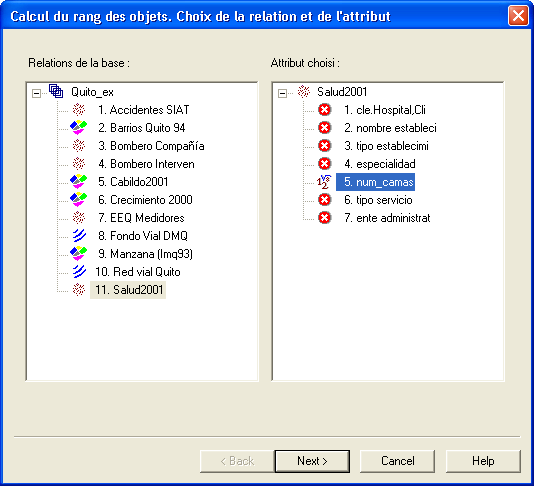 Calcul du rang des objets. Choix de la relation et de l'attribut
Relations de la base :
Attribut choisi :
Quito_ex
1. Accidentes SIAT
2. Barrios Quito 94
3. Bombero Compañía
4. Bombero Interven
5. Cabildo2001
6. Crecimiento 2000
7. EEQ Medidores
8. Fondo Vial DMQ
9. Manzana (Imq93)
10. Red vial Quito
11. Salud2001
Salud2001
1. cle.Hospital,Cli
2. nombre estableci
3. tipo establecimi
4. especialidad
5. num_camas
6. tipo servicio
7. ente administrat
< Back
Next >
Cancel
Help